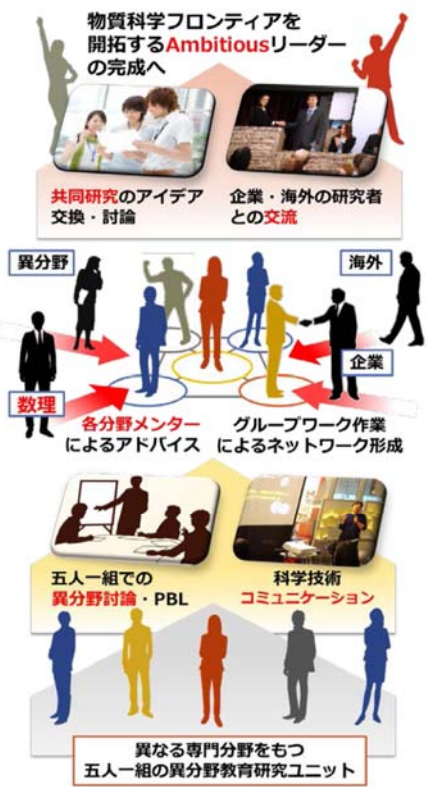 物質科学フロンティアを
開拓するAmbitiousリーダー
の完成へ
共同研究のアイデア
交換・討論
企業・海外の研究者
との交流
異分野
海外
企業
数理
各分野メンター
によるアドバイス
グループワーク作業
によるネットワーク形成
五人一組での
異分野討論・PBL
科学技術
コミュニケーション
異なる専門分野をもつ
五人一組の異分野教育研究ユニット